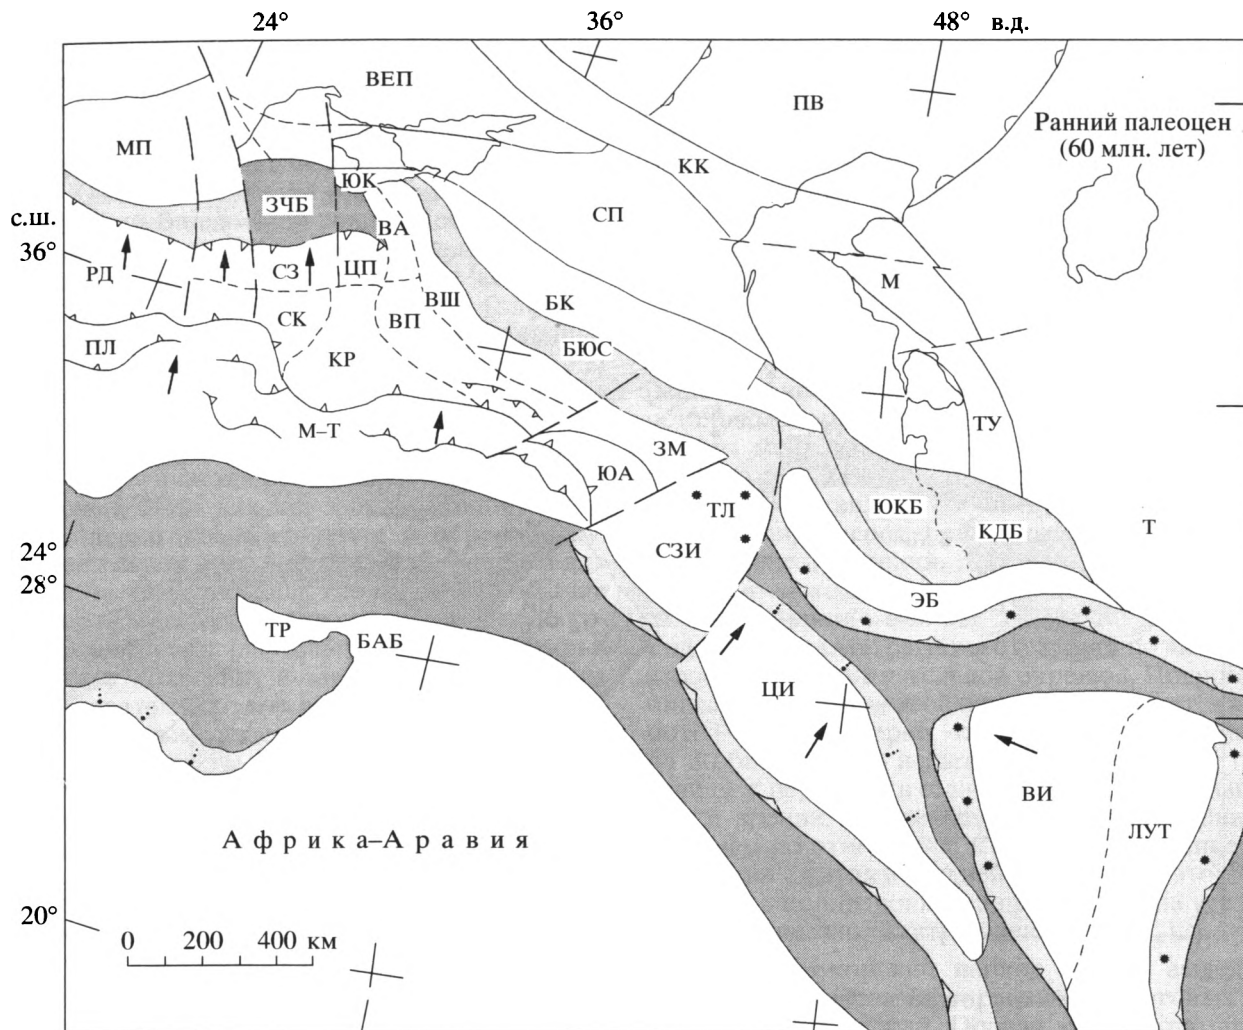 24° 36° 48° в.д.
ВЕП
ПВ
Ранний палеоцен
(60 млн. лет)
МП
КК
ЮК
ЗЧБ
СП
с.ш.
36°
ВА
РД
СЗ
ЦП
М
ВШ
БК
СК
ВП
ПЛ
КР
БЮС
М–Т
ТУ
ЗМ
ЮА
ТЛ
ЮКБ
КДБ
Т
СЗИ
24°
28°
ЭБ
ТР
БАБ
ЦИ
ВИ
ЛУТ
Африка–Аравия
20°
0 200 400 км